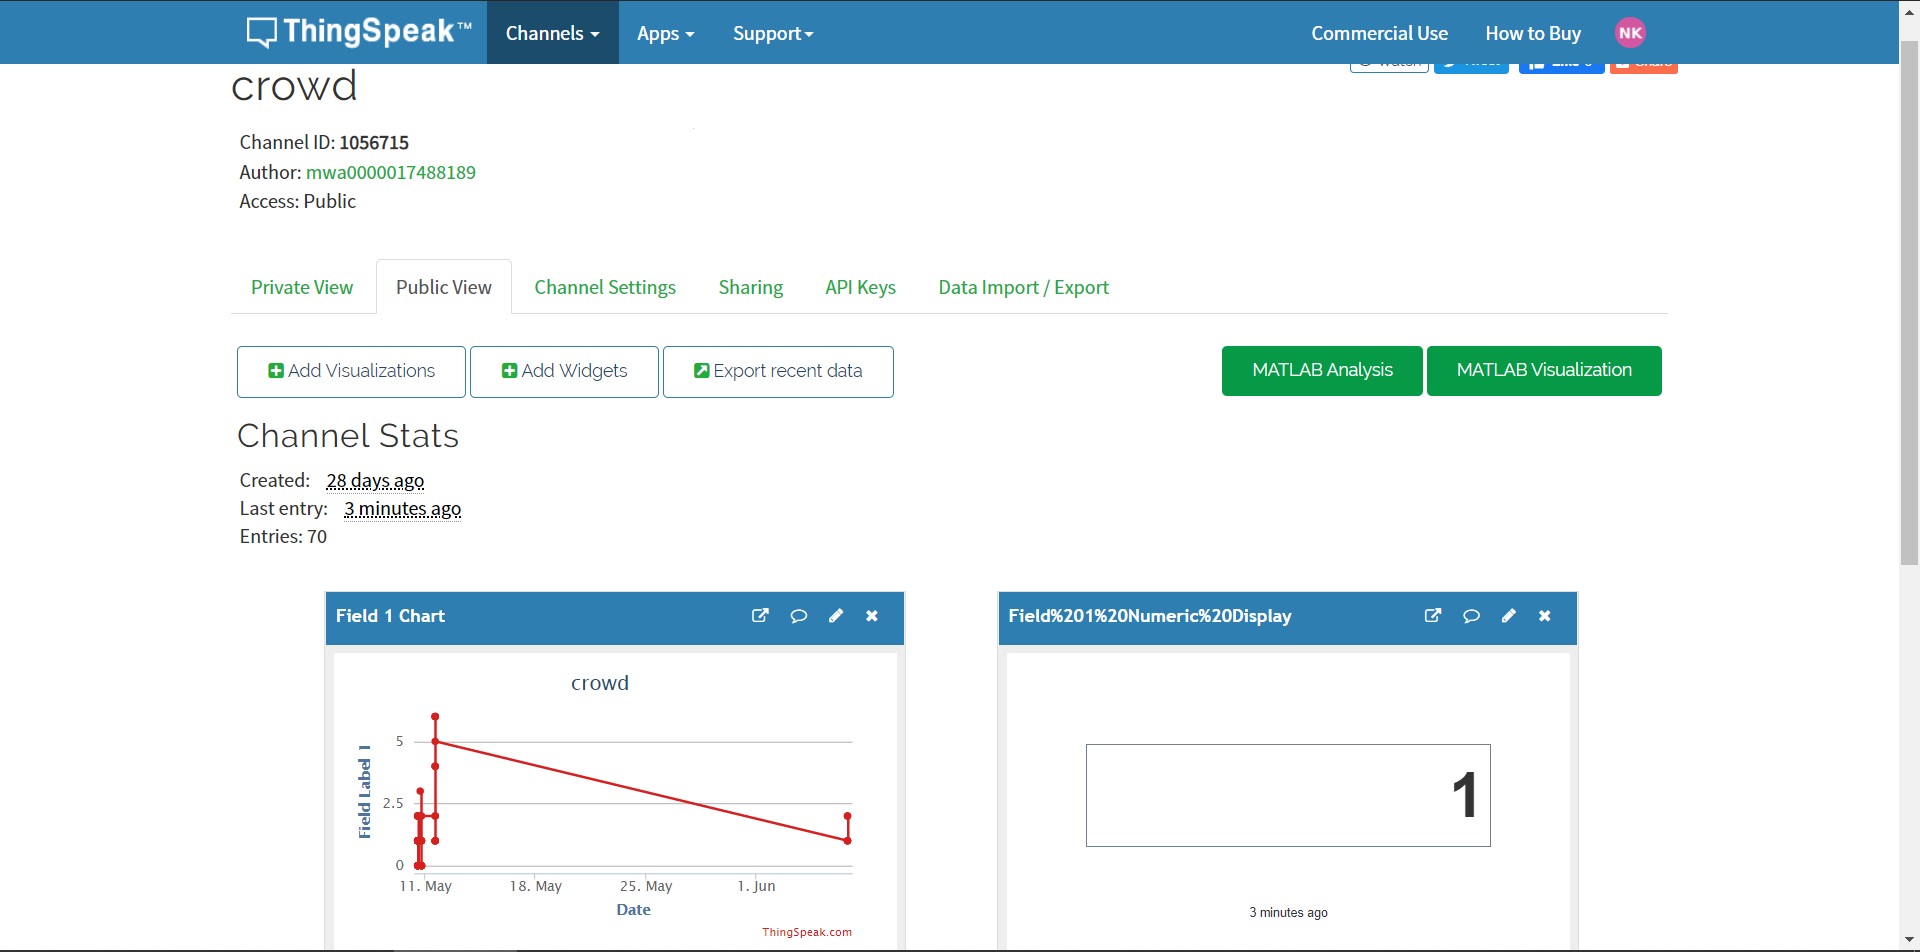 ThingSpeak™ Channels Apps Support Commercial Use How to Buy NK
crowd
Channel ID: 1056715
Author: mwa0000017488189
Access: Public
Private View Public View Channel Settings Sharing API Keys Data Import / Export
Add Visualizations Add Widgets Export recent data MATLAB Analysis MATLAB Visualization
Channel Stats
Created: 28 days ago
Last entry: 3 minutes ago
Entries: 70
Field 1 Chart
crowd
Field Label 1
5
2.5
0
11. May 18. May 25. May 1. Jun
Date
ThingSpeak.com
Field%201%20Numeric%20Display
1
3 minutes ago